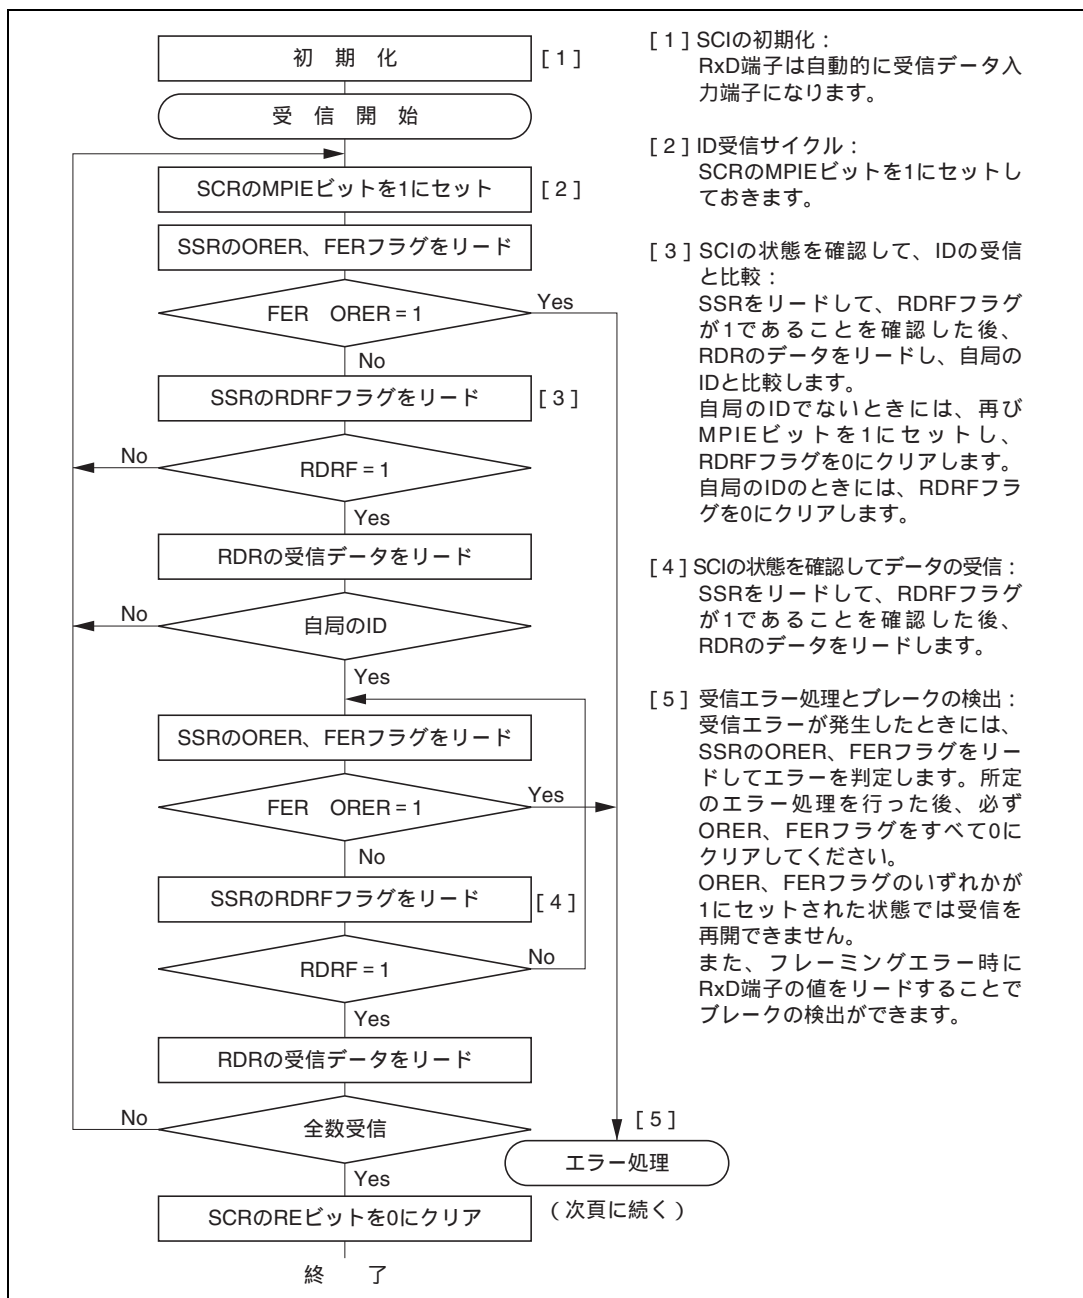 初 期 化 [1]
受 信 開 始
SCRのMPIEビットを1にセット [2]
SSRのORER、FERフラグをリード
FER ORER = 1
Yes
No
SSRのRDRFフラグをリード [3]
No
RDRF = 1
Yes
RDRの受信データをリード
No
自局のID
Yes
SSRのORER、FERフラグをリード
FER ORER = 1
Yes
No
SSRのRDRFフラグをリード [4]
RDRF = 1
No
Yes
RDRの受信データをリード
No
全数受信
[5]
エラー処理
Yes
(次頁に続く)
SCRのREビットを0にクリア
終 了
[1] SCIの初期化:
RxD端子は自動的に受信データ入
力端子になります。
[2] ID受信サイクル:
SCRのMPIEビットを1にセットし
ておきます。
[3] SCIの状態を確認して、IDの受信
と比較:
SSRをリードして、RDRFフラグ
が1であることを確認した後、
RDRのデータをリードし、自局の
IDと比較します。
自局のIDでないときには、再び
MPIEビットを1にセットし、
RDRFフラグを0にクリアします。
自局のIDのときには、RDRFフラ
グを0にクリアします。
[4] SCIの状態を確認してデータの受信:
SSRをリードして、RDRFフラグ
が1であることを確認した後、
RDRのデータをリードします。
[5] 受信エラー処理とブレークの検出:
受信エラーが発生したときには、
SSRのORER、FERフラグをリー
ドしてエラーを判定します。所定
のエラー処理を行った後、必ず
ORER、FERフラグをすべて0に
クリアしてください。
ORER、FERフラグのいずれかが
1にセットされた状態では受信を
再開できません。
また、フレーミングエラー時に
RxD端子の値をリードすることで
ブレークの検出ができます。